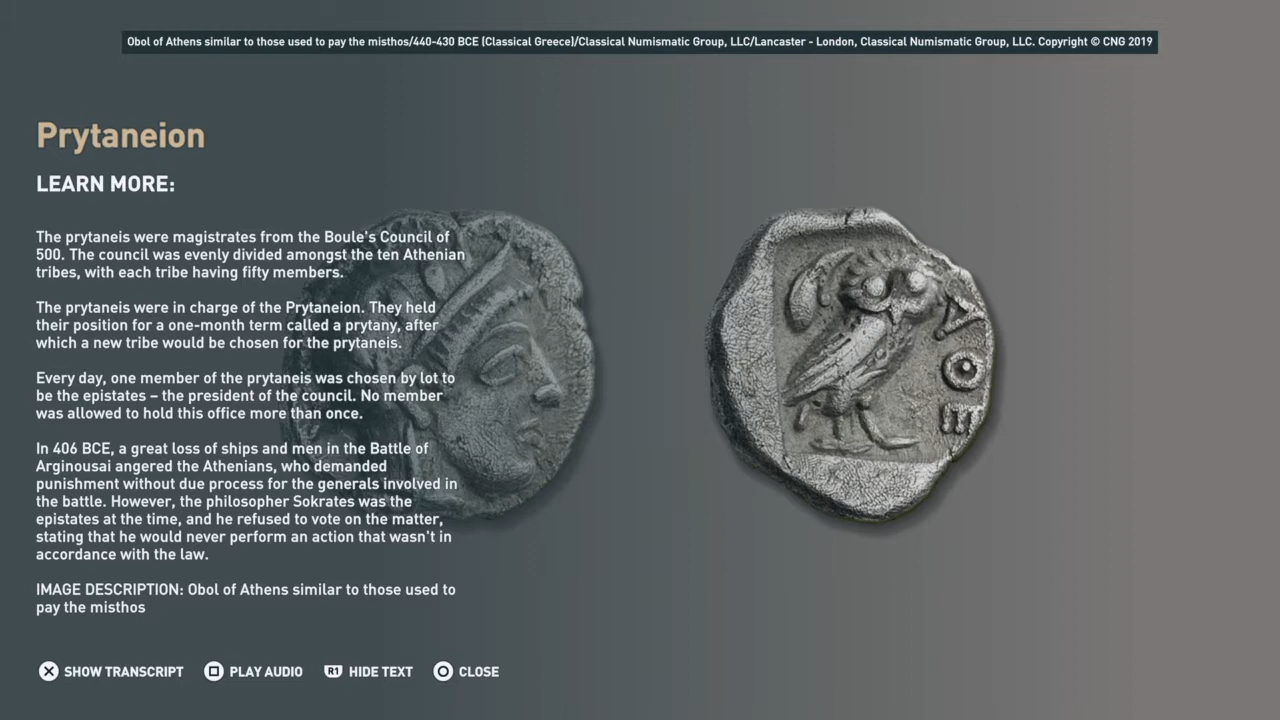 Obol of Athens similar to those used to pay the misthos/440-430 BCE (Classical Greece)/Classical Numismatic Group, LLC/Lancaster - London, Classical Numismatic Group, LLC. Copyright © CNG 2019
Prytaneion
LEARN MORE:
The prytaneis were magistrates from the Boule's Council of
500. The council was evenly divided amongst the ten Athenian
tribes, with each tribe having fifty members.
The prytaneis were in charge of the Prytaneion. They held
their position for a one-month term called a prytany, after
which a new tribe would be chosen for the prytaneis.
Every day, one member of the prytaneis was chosen by lot to
be the epistates – the president of the council. No member
was allowed to hold this office more than once.
In 406 BCE, a great loss of ships and men in the Battle of
Arginousai angered the Athenians, who demanded
punishment without due process for the generals involved in
the battle. However, the philosopher Sokrates was the
epistates at the time, and he refused to vote on the matter,
stating that he would never perform an action that wasn't in
accordance with the law.
IMAGE DESCRIPTION: Obol of Athens similar to those used to
pay the misthos
ΑΘΕ
SHOW TRANSCRIPT PLAY AUDIO R1 HIDE TEXT CLOSE